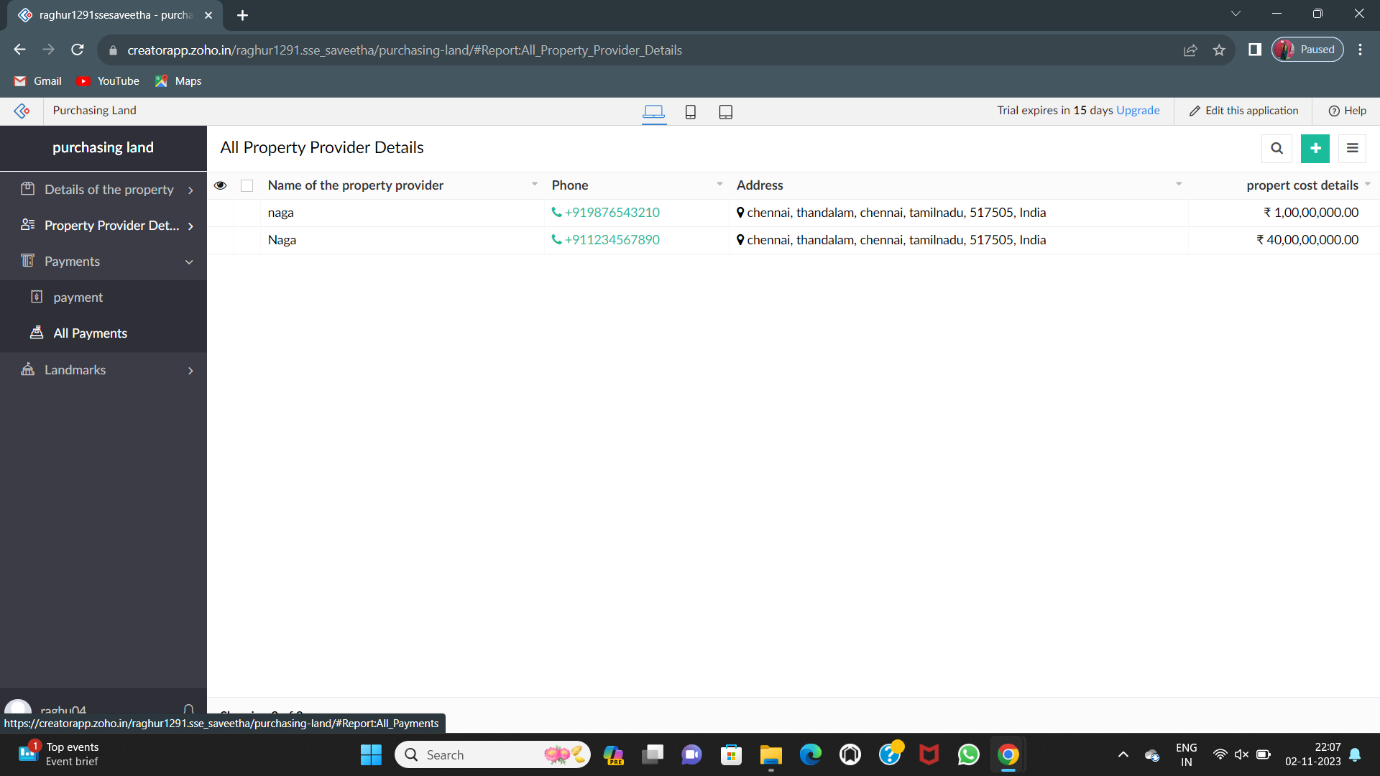 raghur1291ssesaveetha - purcha
creatorapp.zoho.in/raghur1291.sse_saveetha/purchasing-land/#Report:All_Property_Provider_Details
Paused
Gmail YouTube Maps
Purchasing Land
Trial expires in 15 days Upgrade
Edit this application
Help
purchasing land
All Property Provider Details
Details of the property
Property Provider Det...
Payments
payment
All Payments
Landmarks
Name of the property provider Phone Address propert cost details
naga +919876543210 chennai, thandalam, chennai, tamilnadu, 517505, India ₹ 1,00,00,000.00
Naga +911234567890 chennai, thandalam, chennai, tamilnadu, 517505, India ₹ 40,00,00,000.00
raghu04
https://creatorapp.zoho.in/raghur1291.sse_saveetha/purchasing-land/#Report:All_Payments
1
Top events
Event brief
Search
PRE
ENG
IN
22:07
02-11-2023